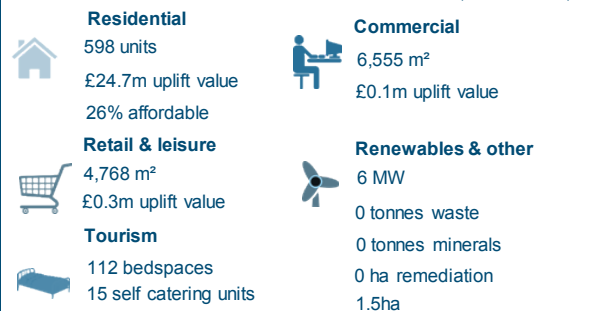 Residential
598 units
£24.7m uplift value
26% affordable
Retail & leisure
4,768 m²
£0.3m uplift value
Tourism
112 bedspaces
15 self catering units
Commercial
6,555 m²
£0.1m uplift value
Renewables & other
6 MW
0 tonnes waste
0 tonnes minerals
0 ha remediation
1.5ha